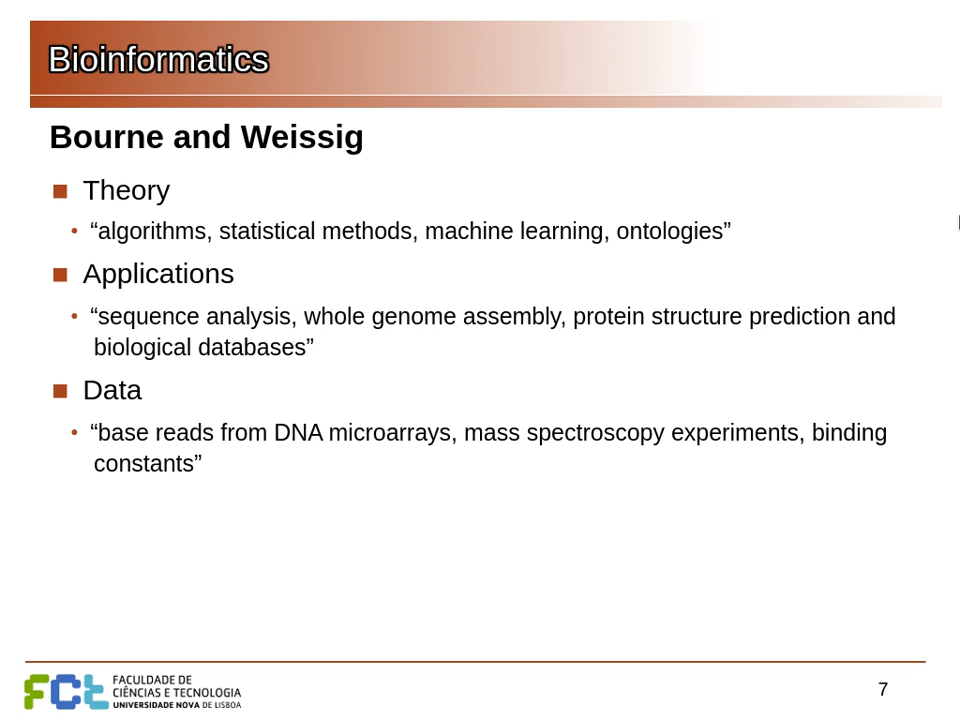 Bioinformatics
Bourne and Weissig
Theory
“algorithms, statistical methods, machine learning, ontologies”
Applications
“sequence analysis, whole genome assembly, protein structure prediction and
biological databases”
Data
“base reads from DNA microarrays, mass spectroscopy experiments, binding
constants”
FCt
FACULDADE DE
CIÊNCIAS E TECNOLOGIA
UNIVERSIDADE NOVA DE LISBOA
7